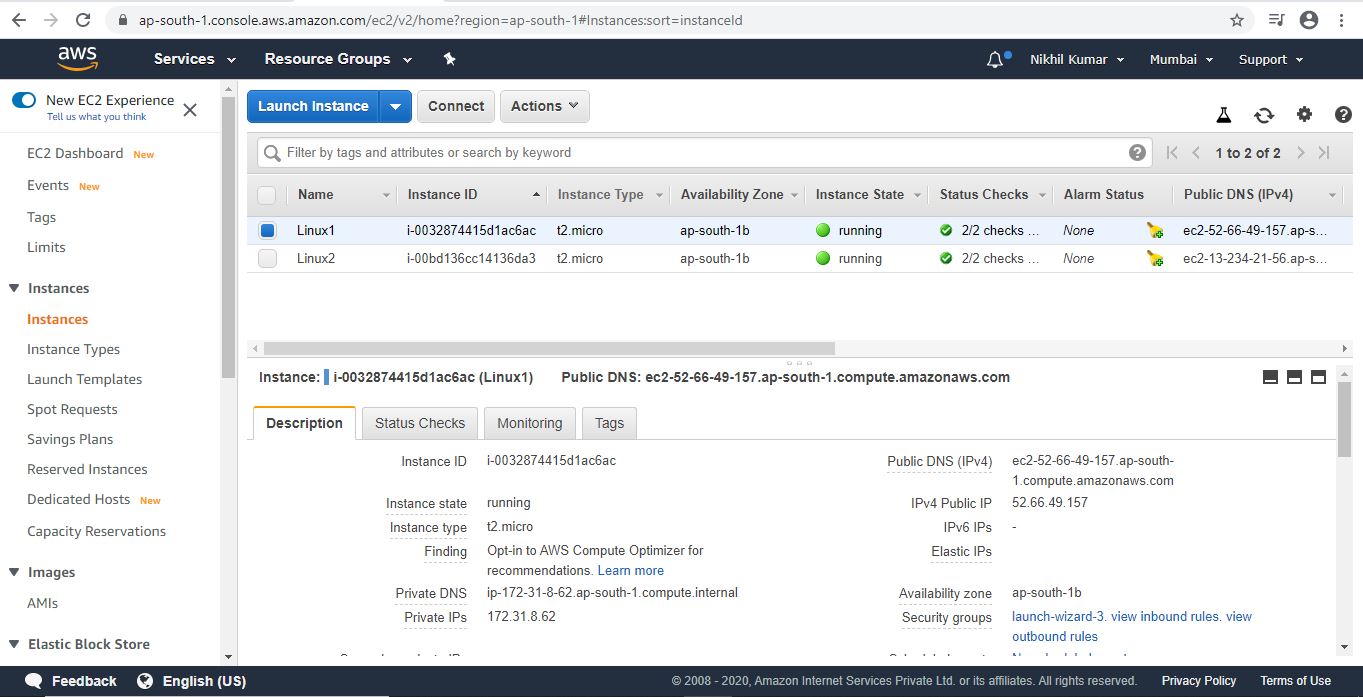 ap-south-1.console.aws.amazon.com/ec2/v2/home?region=ap-south-1#Instances:sort=instanceId
aws Services Resource Groups Nikhil Kumar Mumbai Support
New EC2 Experience
Tell us what you think
EC2 Dashboard New
Events New
Tags
Limits
Instances
Instances
Instance Types
Launch Templates
Spot Requests
Savings Plans
Reserved Instances
Dedicated Hosts New
Capacity Reservations
Images
AMIs
Elastic Block Store
Launch Instance Connect Actions
Filter by tags and attributes or search by keyword 1 to 2 of 2
Name Instance ID Instance Type Availability Zone Instance State Status Checks Alarm Status Public DNS (IPv4)
Linux1 i-0032874415d1ac6ac t2.micro ap-south-1b running 2/2 checks ... None ec2-52-66-49-157.ap-s...
Linux2 i-00bd136cc14136da3 t2.micro ap-south-1b running 2/2 checks ... None ec2-13-234-21-56.ap-s...
Instance: i-0032874415d1ac6ac (Linux1) Public DNS: ec2-52-66-49-157.ap-south-1.compute.amazonaws.com
Description Status Checks Monitoring Tags
Instance ID i-0032874415d1ac6ac
Instance state running
Instance type t2.micro
Finding Opt-in to AWS Compute Optimizer for
recommendations. Learn more
Private DNS ip-172-31-8-62.ap-south-1.compute.internal
Private IPs 172.31.8.62
Public DNS (IPv4) ec2-52-66-49-157.ap-south-
1.compute.amazonaws.com
IPv4 Public IP 52.66.49.157
IPv6 IPs -
Elastic IPs
Availability zone ap-south-1b
Security groups launch-wizard-3. view inbound rules. view
outbound rules
Feedback English (US) © 2008 - 2020, Amazon Internet Services Private Ltd. or its affiliates. All rights reserved. Privacy Policy Terms of Use